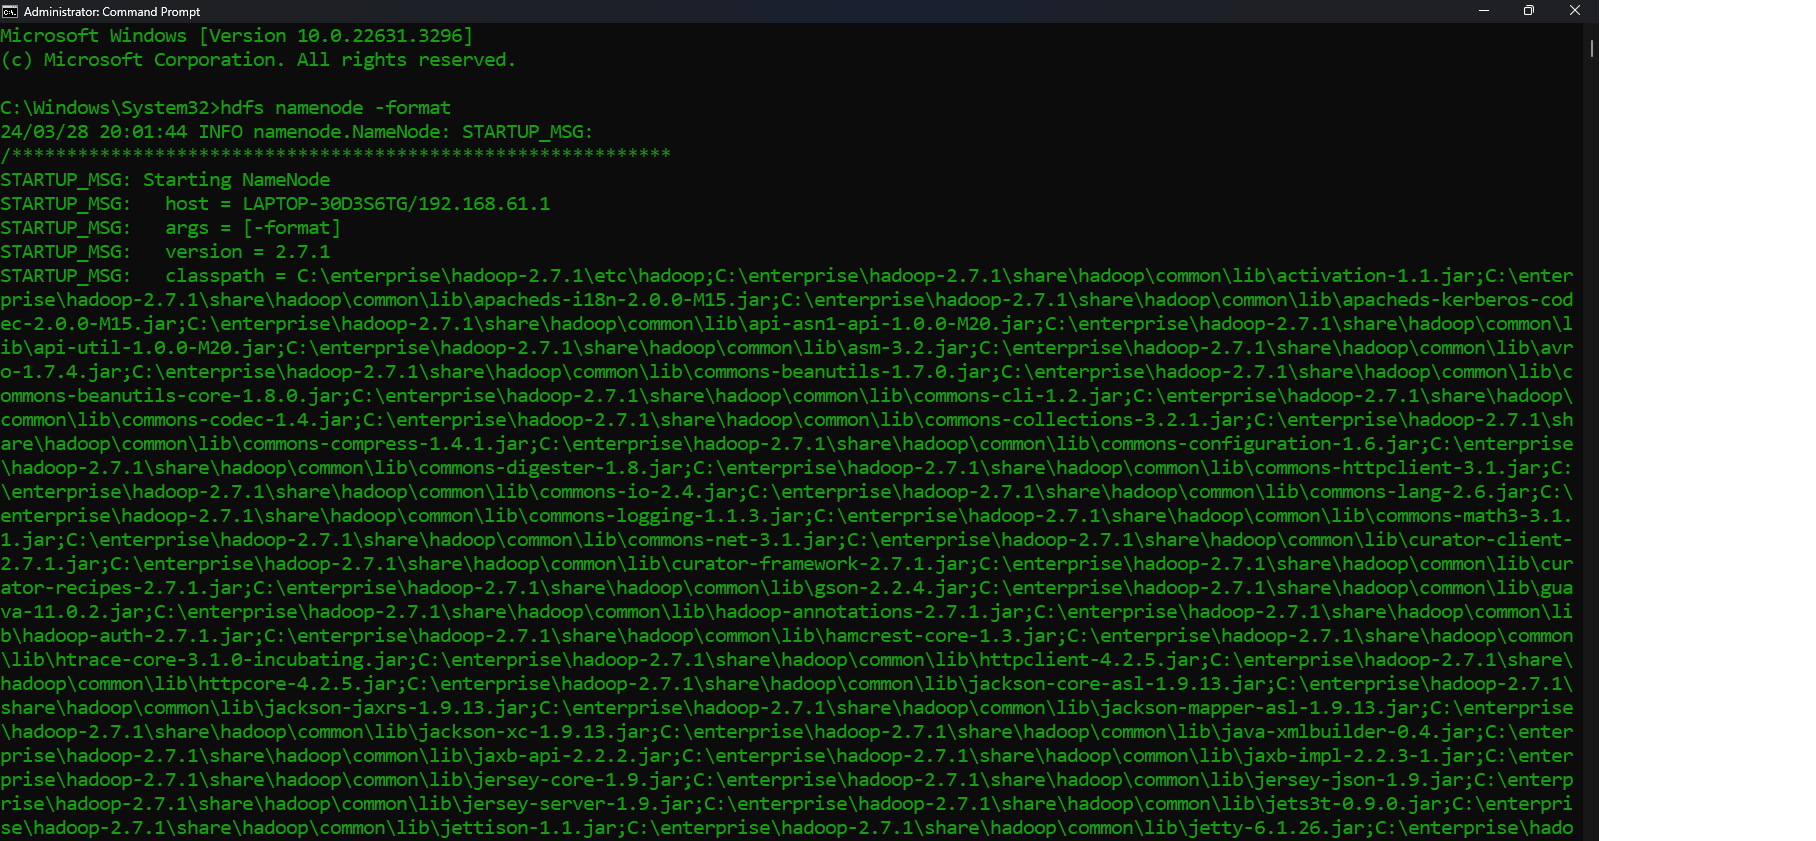 Administrator: Command Prompt
Microsoft Windows [Version 10.0.22631.3296]
(c) Microsoft Corporation. All rights reserved.
C:\Windows\System32>hdfs namenode -format
24/03/28 20:01:44 INFO namenode.NameNode: STARTUP_MSG:
/************************************************************
STARTUP_MSG: Starting NameNode
STARTUP_MSG:   host = LAPTOP-30D3S6TG/192.168.61.1
STARTUP_MSG:   args = [-format]
STARTUP_MSG:   version = 2.7.1
STARTUP_MSG:   classpath = C:\enterprise\hadoop-2.7.1\etc\hadoop;C:\enterprise\hadoop-2.7.1\share\hadoop\common\lib\activation-1.1.jar;C:\enter
prise\hadoop-2.7.1\share\hadoop\common\lib\apacheds-i18n-2.0.0-M15.jar;C:\enterprise\hadoop-2.7.1\share\hadoop\common\lib\apacheds-kerberos-cod
ec-2.0.0-M15.jar;C:\enterprise\hadoop-2.7.1\share\hadoop\common\lib\api-asn1-api-1.0.0-M20.jar;C:\enterprise\hadoop-2.7.1\share\hadoop\common\l
ib\api-util-1.0.0-M20.jar;C:\enterprise\hadoop-2.7.1\share\hadoop\common\lib\asm-3.2.jar;C:\enterprise\hadoop-2.7.1\share\hadoop\common\lib\avr
o-1.7.4.jar;C:\enterprise\hadoop-2.7.1\share\hadoop\common\lib\commons-beanutils-1.7.0.jar;C:\enterprise\hadoop-2.7.1\share\hadoop\common\lib\c
ommons-beanutils-core-1.8.0.jar;C:\enterprise\hadoop-2.7.1\share\hadoop\common\lib\commons-cli-1.2.jar;C:\enterprise\hadoop-2.7.1\share\hadoop\
common\lib\commons-codec-1.4.jar;C:\enterprise\hadoop-2.7.1\share\hadoop\common\lib\commons-collections-3.2.1.jar;C:\enterprise\hadoop-2.7.1\sh
are\hadoop\common\lib\commons-compress-1.4.1.jar;C:\enterprise\hadoop-2.7.1\share\hadoop\common\lib\commons-configuration-1.6.jar;C:\enterprise
\hadoop-2.7.1\share\hadoop\common\lib\commons-digester-1.8.jar;C:\enterprise\hadoop-2.7.1\share\hadoop\common\lib\commons-httpclient-3.1.jar;C:
\enterprise\hadoop-2.7.1\share\hadoop\common\lib\commons-io-2.4.jar;C:\enterprise\hadoop-2.7.1\share\hadoop\common\lib\commons-lang-2.6.jar;C:\
enterprise\hadoop-2.7.1\share\hadoop\common\lib\commons-logging-1.1.3.jar;C:\enterprise\hadoop-2.7.1\share\hadoop\common\lib\commons-math3-3.1.
1.jar;C:\enterprise\hadoop-2.7.1\share\hadoop\common\lib\commons-net-3.1.jar;C:\enterprise\hadoop-2.7.1\share\hadoop\common\lib\curator-client-
2.7.1.jar;C:\enterprise\hadoop-2.7.1\share\hadoop\common\lib\curator-framework-2.7.1.jar;C:\enterprise\hadoop-2.7.1\share\hadoop\common\lib\cur
ator-recipes-2.7.1.jar;C:\enterprise\hadoop-2.7.1\share\hadoop\common\lib\gson-2.2.4.jar;C:\enterprise\hadoop-2.7.1\share\hadoop\common\lib\gua
va-11.0.2.jar;C:\enterprise\hadoop-2.7.1\share\hadoop\common\lib\hadoop-annotations-2.7.1.jar;C:\enterprise\hadoop-2.7.1\share\hadoop\common\li
b\hadoop-auth-2.7.1.jar;C:\enterprise\hadoop-2.7.1\share\hadoop\common\lib\hamcrest-core-1.3.jar;C:\enterprise\hadoop-2.7.1\share\hadoop\common
\lib\htrace-core-3.1.0-incubating.jar;C:\enterprise\hadoop-2.7.1\share\hadoop\common\lib\httpclient-4.2.5.jar;C:\enterprise\hadoop-2.7.1\share\
hadoop\common\lib\httpcore-4.2.5.jar;C:\enterprise\hadoop-2.7.1\share\hadoop\common\lib\jackson-core-asl-1.9.13.jar;C:\enterprise\hadoop-2.7.1\
share\hadoop\common\lib\jackson-jaxrs-1.9.13.jar;C:\enterprise\hadoop-2.7.1\share\hadoop\common\lib\jackson-mapper-asl-1.9.13.jar;C:\enterprise
\hadoop-2.7.1\share\hadoop\common\lib\jackson-xc-1.9.13.jar;C:\enterprise\hadoop-2.7.1\share\hadoop\common\lib\java-xmlbuilder-0.4.jar;C:\enter
prise\hadoop-2.7.1\share\hadoop\common\lib\jaxb-api-2.2.2.jar;C:\enterprise\hadoop-2.7.1\share\hadoop\common\lib\jaxb-impl-2.2.3-1.jar;C:\enter
prise\hadoop-2.7.1\share\hadoop\common\lib\jersey-core-1.9.jar;C:\enterprise\hadoop-2.7.1\share\hadoop\common\lib\jersey-json-1.9.jar;C:\enterp
rise\hadoop-2.7.1\share\hadoop\common\lib\jersey-server-1.9.jar;C:\enterprise\hadoop-2.7.1\share\hadoop\common\lib\jets3t-0.9.0.jar;C:\enterpri
se\hadoop-2.7.1\share\hadoop\common\lib\jettison-1.1.jar;C:\enterprise\hadoop-2.7.1\share\hadoop\common\lib\jetty-6.1.26.jar;C:\enterprise\hado